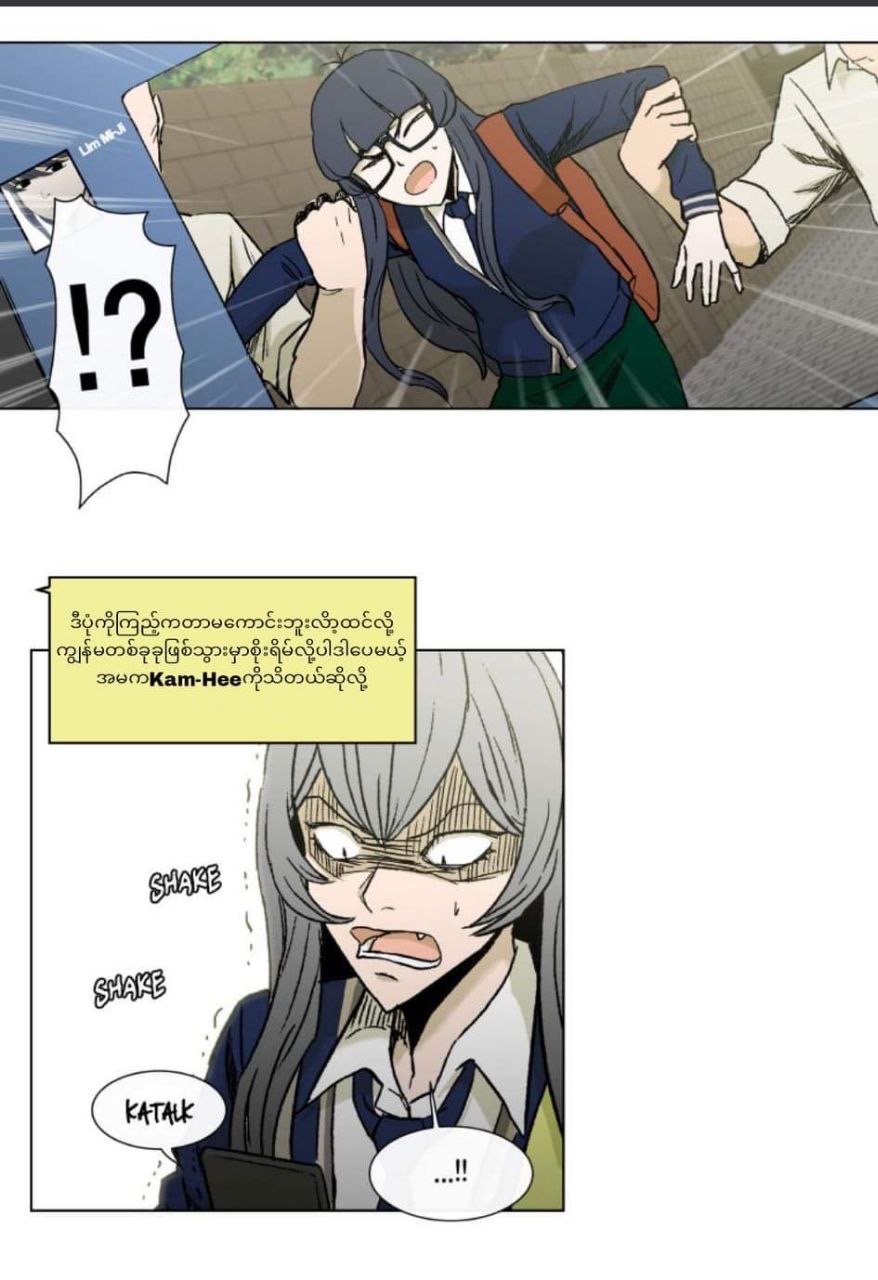 Lim Mi-Ji
!?
ဒီပုံကိုကြည့်ကတာမကောင်းဘူးလို့ထင်လို့
ကျွန်မတစ်ခုခုဖြစ်သွားမှာစိုးရိမ်လို့ပါဒါပေမယ့်
အမကKam-Heeကိုသိတယ်ဆိုလို့
SHAKE
SHAKE
KATALK
...!!